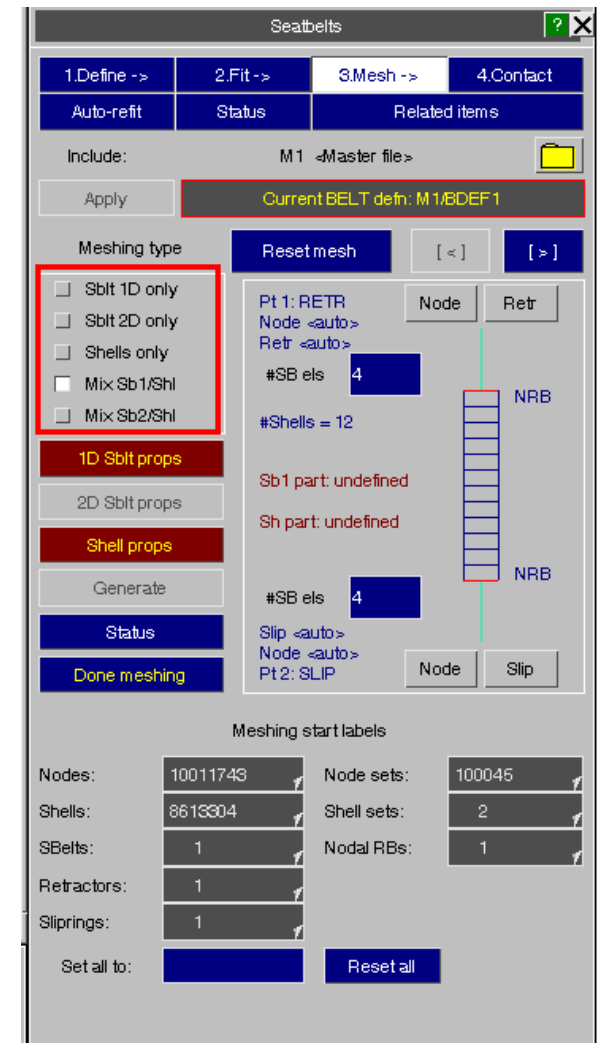 Seatbelts ? X
1.Define -> 2.Fit -> 3.Mesh -> 4.Contact
Auto-refit Status Related items
Include: M1 <Master file>
Apply Current BELT defn: M1/BDEF1
Meshing type Reset mesh [ < ] [ > ]
Sblt 1D only
Sblt 2D only
Shells only
Mix Sb1/Shl
Mix Sb2/Shl
1D Sblt props
2D Sblt props
Shell props
Generate
Status
Done meshing
Pt 1: RETR Node Retr
Node <auto>
Retr <auto>
#SB els 4
NRB
#Shells = 12
Sb1 part: undefined
Sh part: undefined
NRB
#SB els 4
Slip <auto>
Node <auto>
Pt 2: SLIP Node Slip
Meshing start labels
Nodes: 10011743 Node sets: 100045
Shells: 8613304 Shell sets: 2
SBelts: 1 Nodal RBs: 1
Retractors: 1
Sliprings: 1
Set all to: Reset all